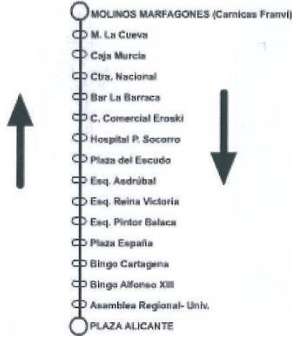 MOLINOS MARFAGONES (Carnicas Franvi)
M. La Cueva
Caja Murcia
Ctra. Nacional
Bar La Barraca
C. Comercial Eroski
Hospital P. Socorro
Plaza del Escudo
Esq. Asdrúbal
Esq. Reina Victoria
Esq. Pintor Balaca
Plaza España
Bingo Cartagena
Bingo Alfonso XIII
Asamblea Regional- Univ.
PLAZA ALICANTE